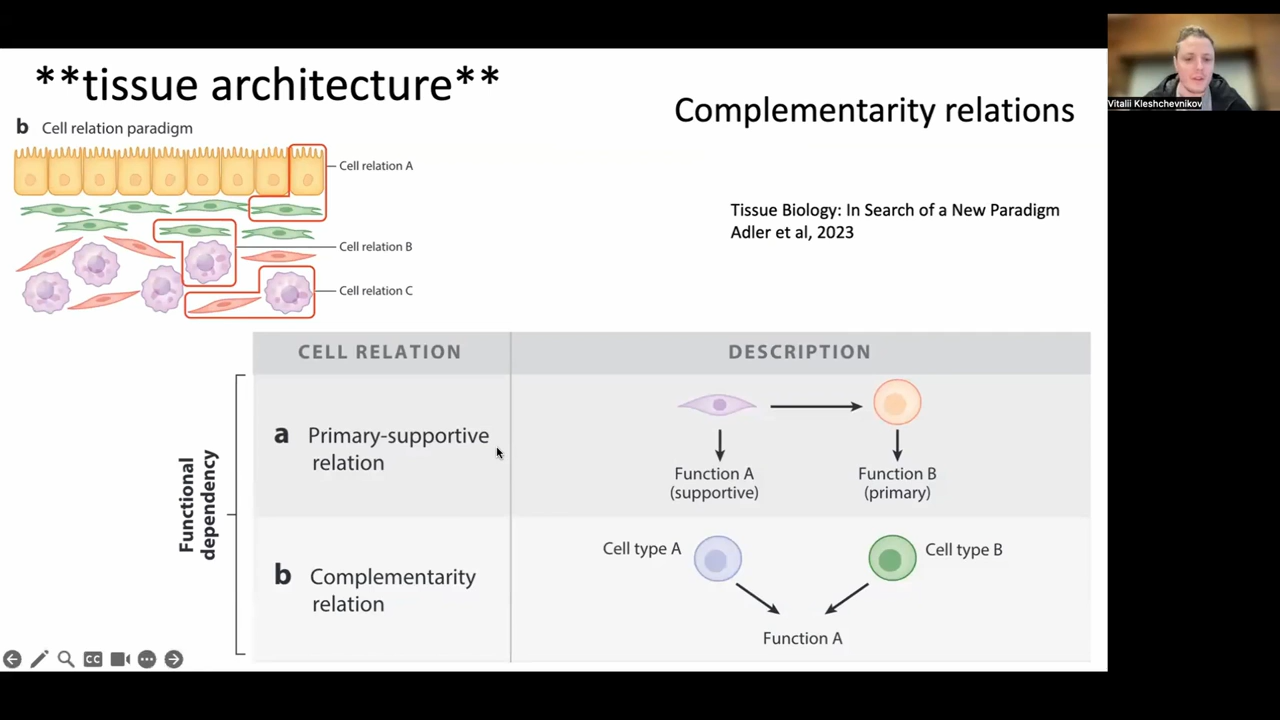 **tissue architecture**
Complementarity relations
Vitalii Kleshchevnikov
b Cell relation paradigm
Cell relation A
Cell relation B
Cell relation C
Tissue Biology: In Search of a New Paradigm
Adler et al, 2023
CELL RELATION
DESCRIPTION
Functional
dependency
a Primary-supportive
relation
Function A
(supportive)
Function B
(primary)
b Complementarity
relation
Cell type A
Cell type B
Function A
CC